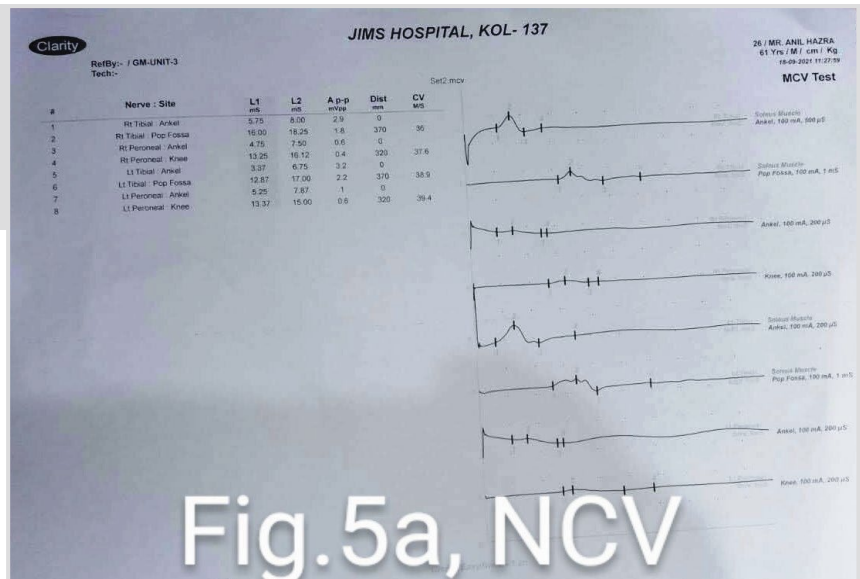 JIMS HOSPITAL, KOL- 137
Clarity
RefBy:- / GM-UNIT-3
Tech:-
26 / MR. ANIL HAZRA
61 Yrs / M / cm / Kg
18-09-2021 11:27:59
MCV Test
Set2.mcv
# Nerve : Site L1 mS L2 mS A p-p mVpp Dist mm CV M/S
1 Rt Tibial : Ankel 5.75 8.00 2.9 0
2 Rt Tibial : Pop Fossa 16.00 18.25 1.8 370 36
3 Rt Peroneal : Ankel 4.75 7.50 0.6 0
4 Rt Peroneal : Knee 13.25 16.12 0.4 320 37.6
5 Lt Tibial : Ankel 3.37 6.75 3.2 0
6 Lt Tibial : Pop Fossa 12.87 17.00 2.2 370 38.9
7 Lt Peroneal : Ankel 5.25 7.87 1 0
8 Lt Peroneal : Knee 13.37 15.00 0.6 320 39.4
Soleus Muscle
Ankel, 100 mA, 500 µS
Soleus Muscle
Pop Fossa, 100 mA, 1 mS
Ankel, 100 mA, 200 µS
Knee, 100 mA, 200 µS
Soleus Muscle
Ankel, 100 mA, 200 µS
Soleus Muscle
Pop Fossa, 100 mA, 1 mS
Ankel, 100 mA, 200 µS
Knee, 100 mA, 200 µS
Fig.5a, NCV